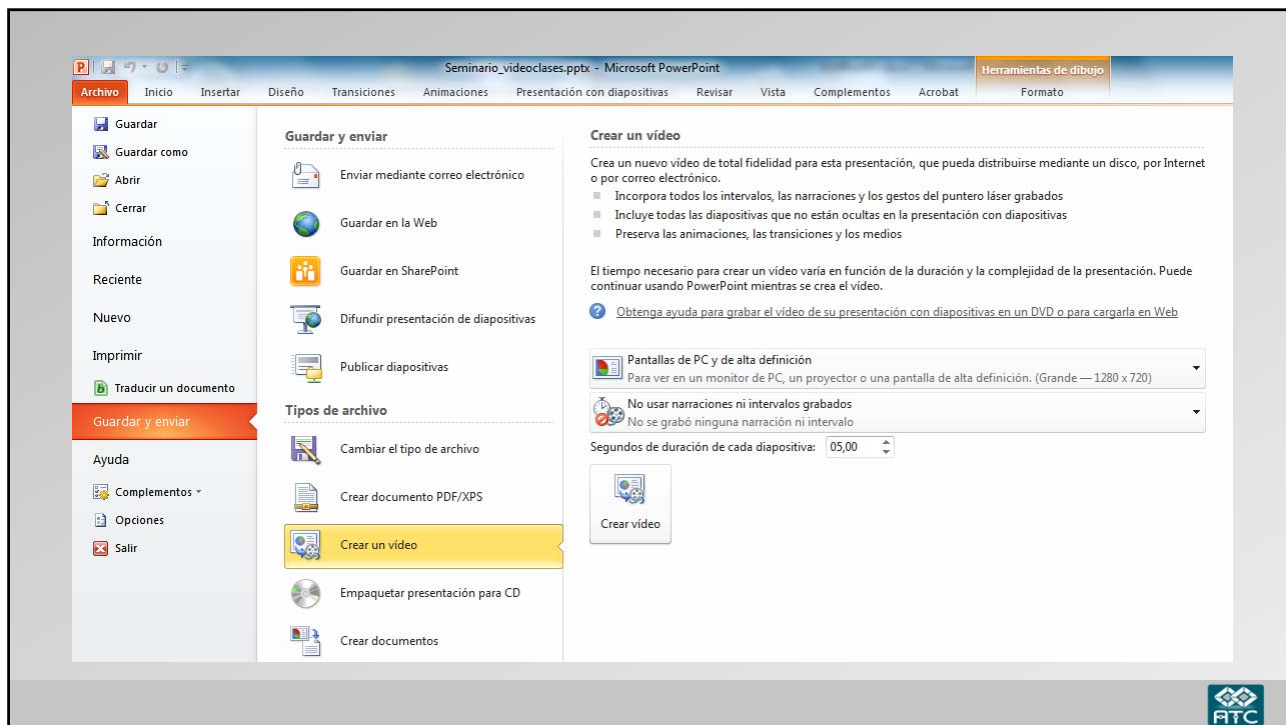 Seminario_videoclases.pptx - Microsoft PowerPoint
Herramientas de dibujo
Archivo Inicio Insertar Diseño Transiciones Animaciones Presentación con diapositivas Revisar Vista Complementos Acrobat Formato
Guardar
Guardar como
Abrir
Cerrar
Información
Reciente
Nuevo
Imprimir
Traducir un documento
Guardar y enviar
Ayuda
Complementos
Opciones
Salir
Guardar y enviar
Enviar mediante correo electrónico
Guardar en la Web
Guardar en SharePoint
Difundir presentación de diapositivas
Publicar diapositivas
Tipos de archivo
Cambiar el tipo de archivo
Crear documento PDF/XPS
Crear un vídeo
Empaquetar presentación para CD
Crear documentos
Crear un vídeo
Crea un nuevo vídeo de total fidelidad para esta presentación, que pueda distribuirse mediante un disco, por Internet
o por correo electrónico.
Incorpora todos los intervalos, las narraciones y los gestos del puntero láser grabados
Incluye todas las diapositivas que no están ocultas en la presentación con diapositivas
Preserva las animaciones, las transiciones y los medios
El tiempo necesario para crear un vídeo varía en función de la duración y la complejidad de la presentación. Puede
continuar usando PowerPoint mientras se crea el vídeo.
Obtenga ayuda para grabar el vídeo de su presentación con diapositivas en un DVD o para cargarla en Web
Pantallas de PC y de alta definición
Para ver en un monitor de PC, un proyector o una pantalla de alta definición. (Grande — 1280 x 720)
No usar narraciones ni intervalos grabados
No se grabó ninguna narración ni intervalo
Segundos de duración de cada diapositiva: 05,00
Crear vídeo
ATC